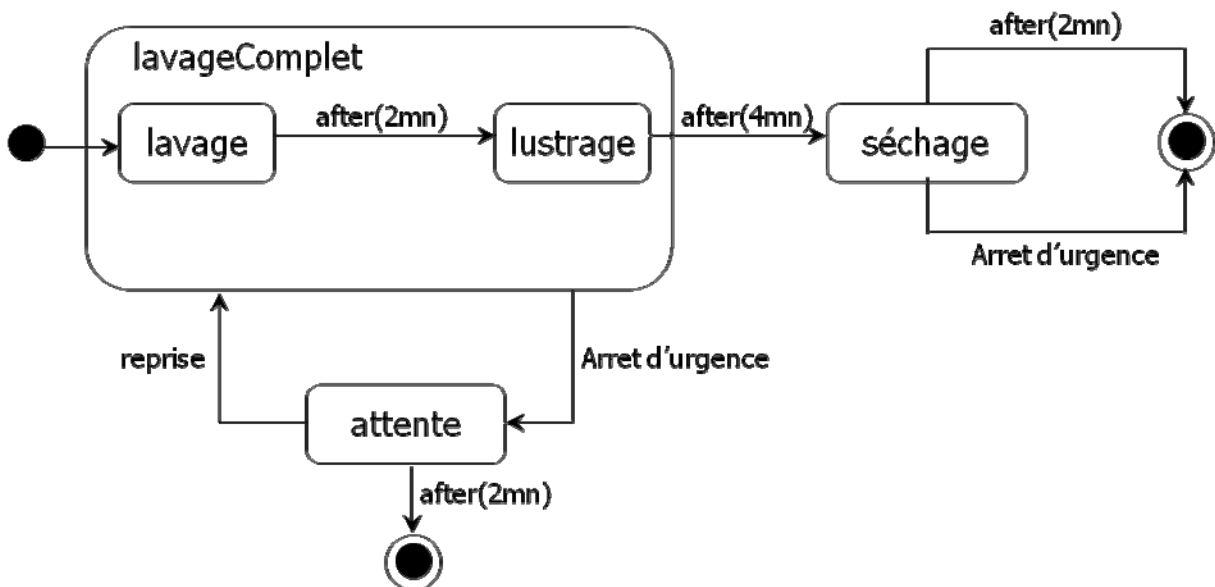 after(2mn)
lavageComplet
lavage
after(2mn)
lustrage
after(4mn)
séchage
Arret d'urgence
reprise
Arret d'urgence
attente
after(2mn)